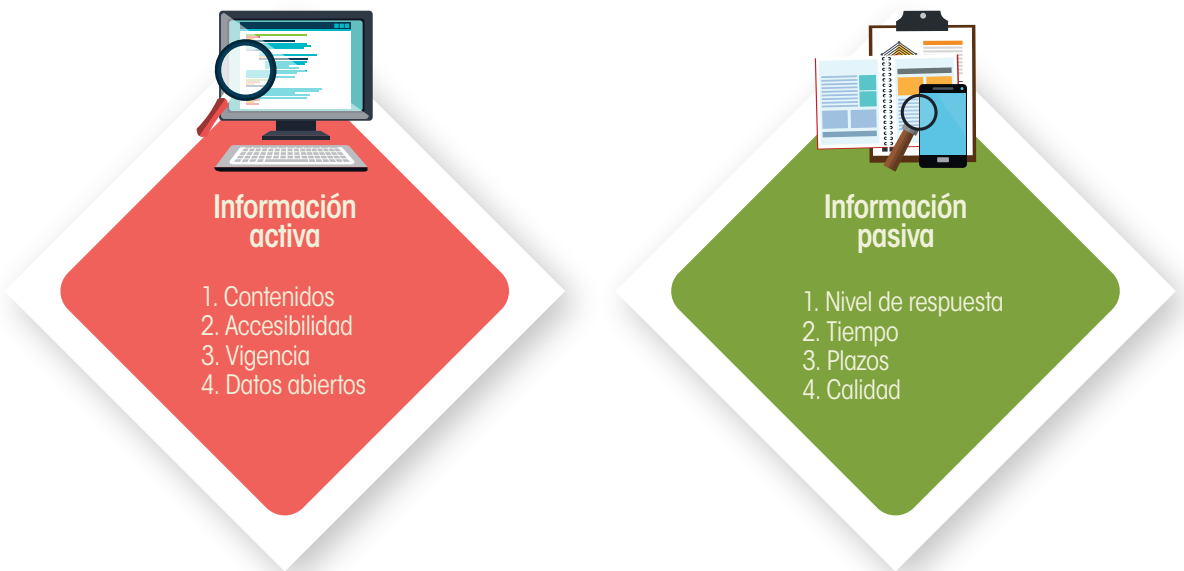 Información
activa
1. Contenidos
2. Accesibilidad
3. Vigencia
4. Datos abiertos
Información
pasiva
1. Nivel de respuesta
2. Tiempo
3. Plazos
4. Calidad